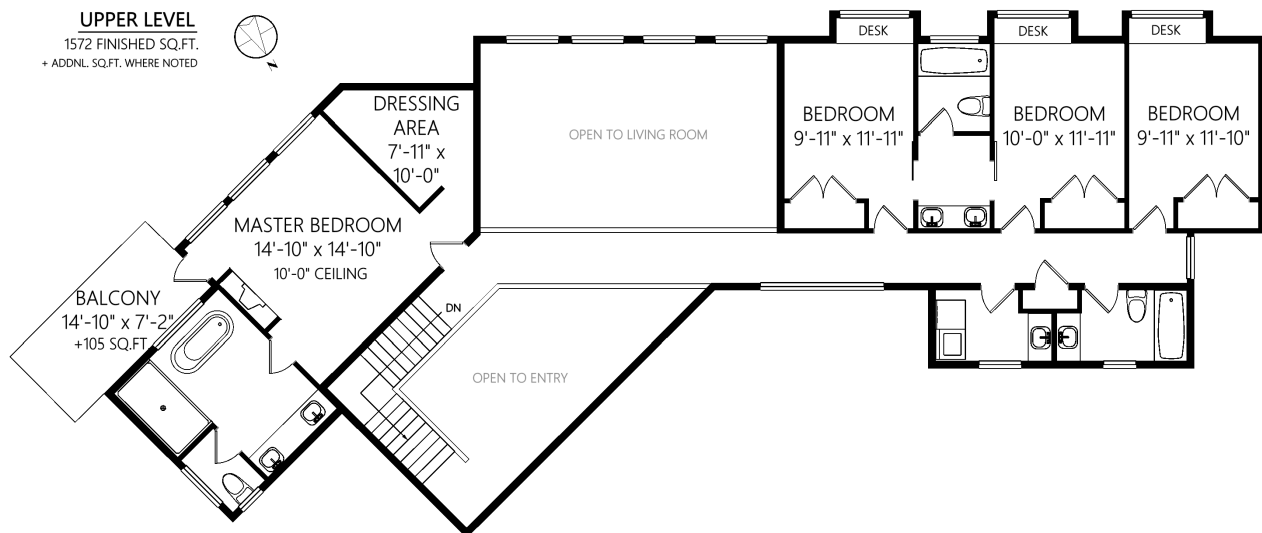 UPPER LEVEL
1572 FINISHED SQ.FT.
+ ADDNL. SQ.FT. WHERE NOTED
N
DRESSING
AREA
7'-11" x
10'-0"
MASTER BEDROOM
14'-10" x 14'-10"
10'-0" CEILING
BALCONY
14'-10" x 7'-2"
+105 SQ.FT.
DN
OPEN TO ENTRY
OPEN TO LIVING ROOM
DESK
BEDROOM
9'-11" x 11'-11"
DESK
BEDROOM
10'-0" x 11'-11"
DESK
BEDROOM
9'-11" x 11'-10"